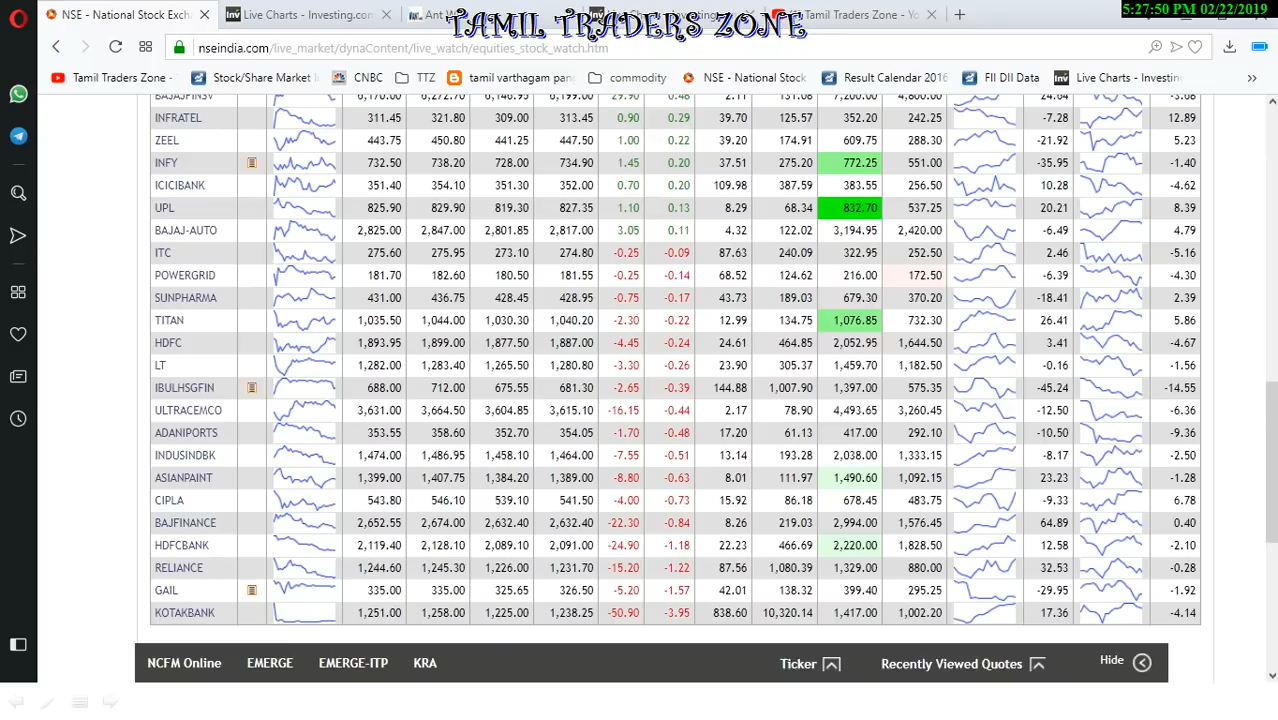 NSE - National Stock Exch
Live Charts - Investing.com
Ant W
Tamil Traders Zone - Yo
TAMIL TRADERS ZONE
5:27:50 PM 02/22/2019
nseindia.com/live_market/dynaContent/live_watch/equities_stock_watch.htm
Tamil Traders Zone - Stock/Share Market CNBC TTZ tamil varthagam pan commodity NSE - National Stock Result Calendar 2016 FII DII Data Live Charts - Investin
BAJAJFINSV 6,170.00 6,272.70 6,146.95 6,199.00 29.90 0.48 2.11 131.08 7,200.00 4,600.00 24.64 -3.68
INFRATEL 311.45 321.80 309.00 313.45 0.90 0.29 39.70 125.57 352.20 242.25 -7.28 12.89
ZEEL 443.75 450.80 441.25 447.50 1.00 0.22 39.20 174.91 609.75 288.30 -21.92 5.23
INFY 732.50 738.20 728.00 734.90 1.45 0.20 37.51 275.20 772.25 551.00 -35.95 -1.40
ICICIBANK 351.40 354.10 351.30 352.00 0.70 0.20 109.98 387.59 383.55 256.50 10.28 -4.62
UPL 825.90 829.90 819.30 827.35 1.10 0.13 8.29 68.34 832.70 537.25 20.21 8.39
BAJAJ-AUTO 2,825.00 2,847.00 2,801.85 2,817.00 3.05 0.11 4.32 122.02 3,194.95 2,420.00 -6.49 4.79
ITC 275.60 275.95 273.10 274.80 -0.25 -0.09 87.63 240.09 322.95 252.50 2.46 -5.16
POWERGRID 181.70 182.60 180.50 181.55 -0.25 -0.14 68.52 124.62 216.00 172.50 -6.39 -4.30
SUNPHARMA 431.00 436.75 428.45 428.95 -0.75 -0.17 43.73 189.03 679.30 370.20 -18.41 2.39
TITAN 1,035.50 1,044.00 1,030.30 1,040.20 -2.30 -0.22 12.99 134.75 1,076.85 732.30 26.41 5.86
HDFC 1,893.95 1,899.00 1,877.50 1,887.00 -4.45 -0.24 24.61 464.85 2,052.95 1,644.50 3.41 -4.67
LT 1,282.00 1,283.40 1,265.50 1,280.80 -3.30 -0.26 23.90 305.37 1,459.70 1,182.50 -0.16 -1.56
IBULHSGFIN 688.00 712.00 675.55 681.30 -2.65 -0.39 144.88 1,007.90 1,397.00 575.35 -45.24 -14.55
ULTRACEMCO 3,631.00 3,664.50 3,604.85 3,615.10 -16.15 -0.44 2.17 78.90 4,493.65 3,260.45 -12.50 -6.36
ADANIPORTS 353.55 358.60 352.70 354.05 -1.70 -0.48 17.20 61.13 417.00 292.10 -10.50 -9.36
INDUSINDBK 1,474.00 1,486.95 1,458.10 1,464.00 -7.55 -0.51 13.14 193.28 2,038.00 1,333.15 -8.17 -2.50
ASIANPAINT 1,399.00 1,407.75 1,384.20 1,389.00 -8.80 -0.63 8.01 111.97 1,490.60 1,092.15 23.23 -1.28
CIPLA 543.80 546.10 539.10 541.50 -4.00 -0.73 15.92 86.18 678.45 483.75 -9.33 6.78
BAJFINANCE 2,652.55 2,674.00 2,632.40 2,632.40 -22.30 -0.84 8.26 219.03 2,994.00 1,576.45 64.89 0.40
HDFCBANK 2,119.40 2,128.10 2,089.10 2,091.00 -24.90 -1.18 22.23 466.69 2,220.00 1,828.50 12.58 -2.10
RELIANCE 1,244.60 1,245.30 1,226.00 1,231.70 -15.20 -1.22 87.56 1,080.39 1,329.00 880.00 32.53 -0.28
GAIL 335.00 335.00 325.65 326.50 -5.20 -1.57 42.01 138.32 399.40 295.25 -29.95 -1.92
KOTAKBANK 1,251.00 1,258.00 1,225.00 1,238.25 -50.90 -3.95 838.60 10,320.14 1,417.00 1,002.20 17.36 -4.14
NCFM Online EMERGE EMERGE-ITP KRA Ticker Recently Viewed Quotes Hide